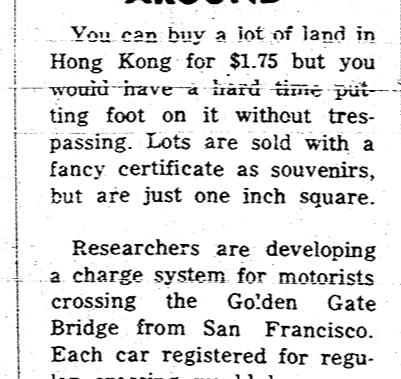 AROUND
You can buy a lot of land in
Hong Kong for $1.75 but you
would have a hard time put-
ting foot on it without tres-
passing. Lots are sold with a
fancy certificate as souvenirs,
but are just one inch square.
Researchers are developing
a charge system for motorists
crossing the Golden Gate
Bridge from San Francisco.
Each car registered for regu-